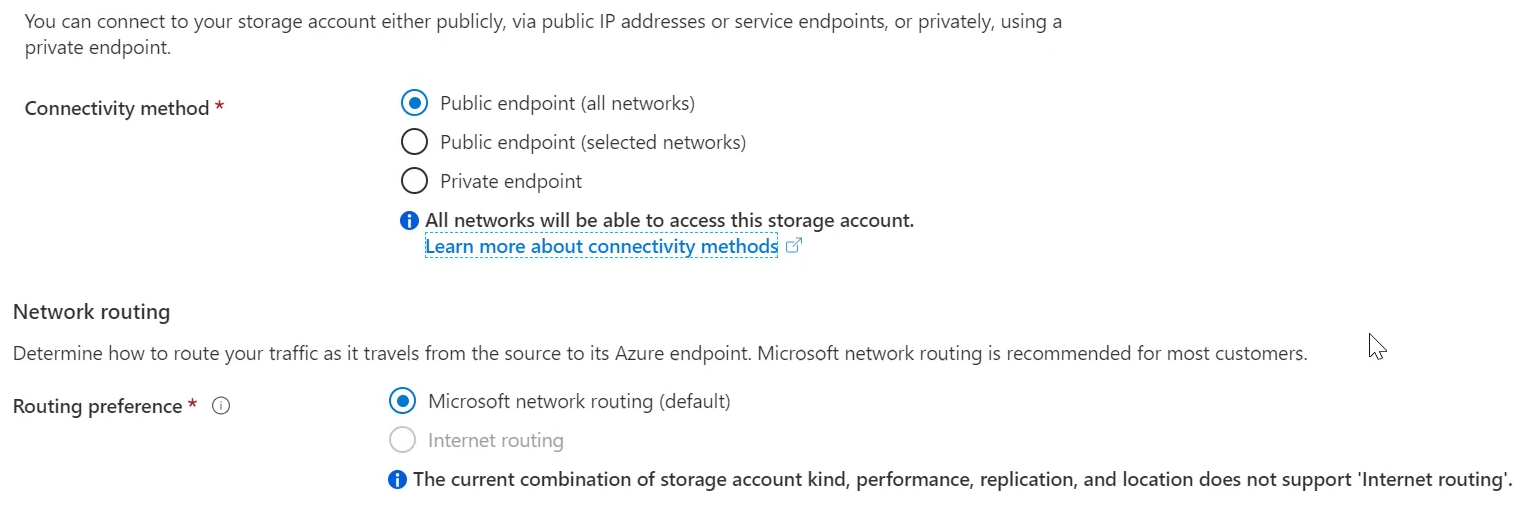 You can connect to your storage account either publicly, via public IP addresses or service endpoints, or privately, using a
private endpoint.
Connectivity method *
Public endpoint (all networks)
Public endpoint (selected networks)
Private endpoint
All networks will be able to access this storage account.
Learn more about connectivity methods
Network routing
Determine how to route your traffic as it travels from the source to its Azure endpoint. Microsoft network routing is recommended for most customers.
Routing preference *
Microsoft network routing (default)
Internet routing
The current combination of storage account kind, performance, replication, and location does not support 'Internet routing'.